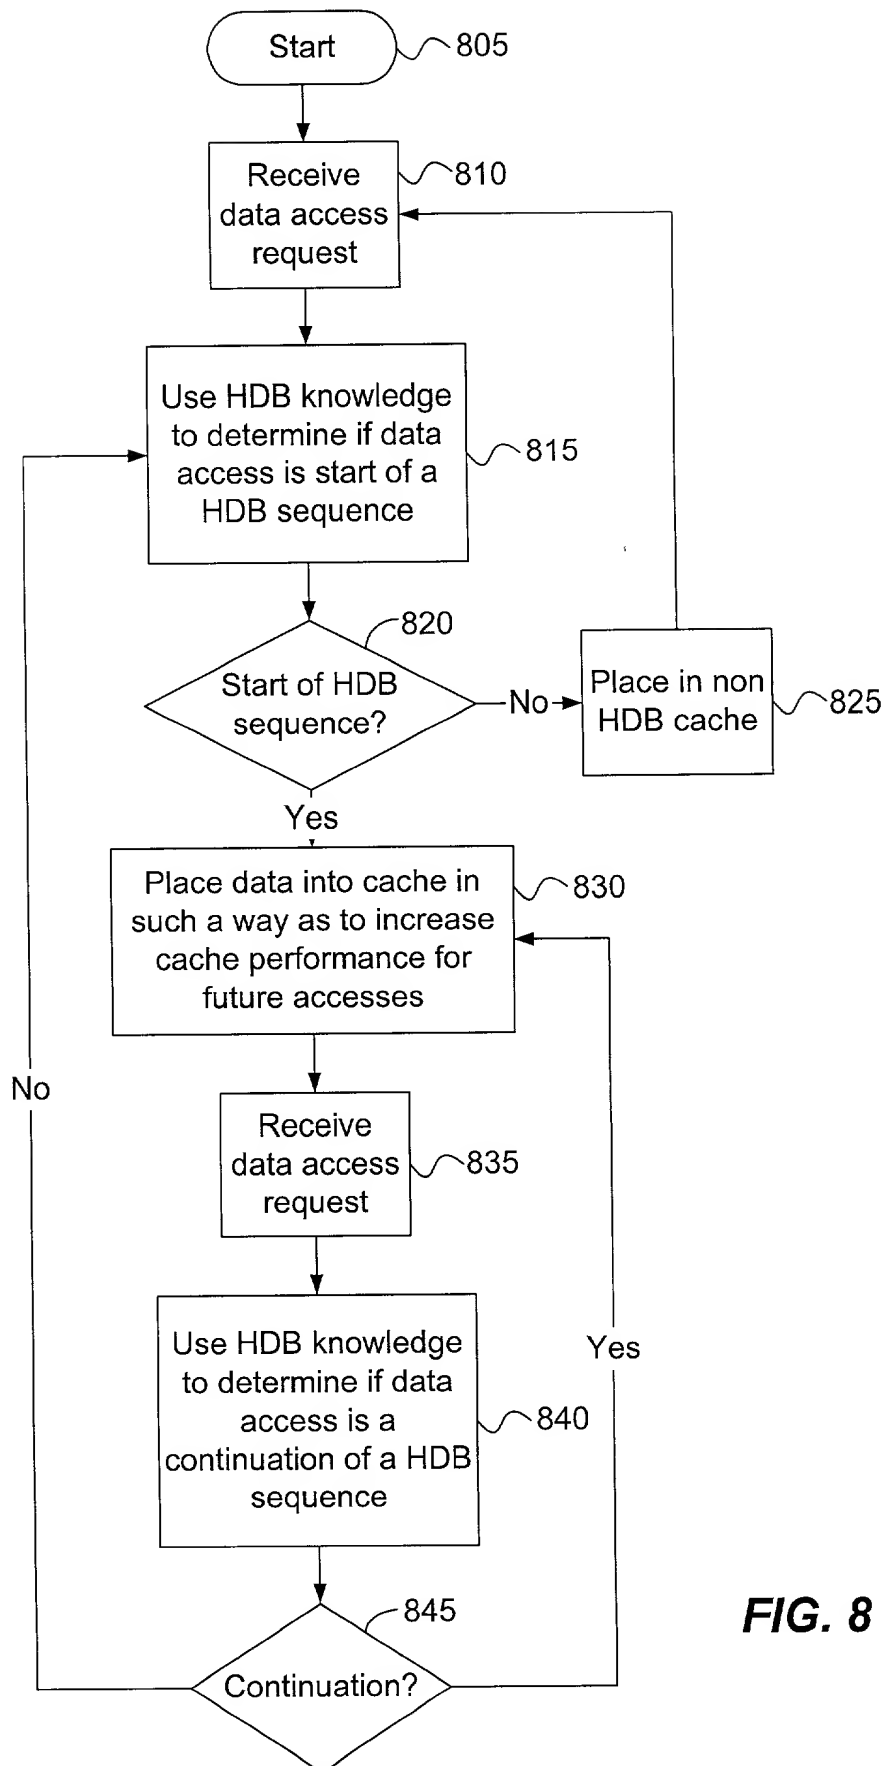 Start
805
Receive
data access
request
810
Use HDB knowledge
to determine if data
access is start of a
HDB sequence
815
820
Start of HDB
sequence?
No
Place in non
HDB cache
825
Yes
Place data into cache in
such a way as to increase
cache performance for
future accesses
830
No
Receive
data access
request
835
Use HDB knowledge
to determine if data
access is a
continuation of a HDB
sequence
840
Yes
845
Continuation?
FIG. 8